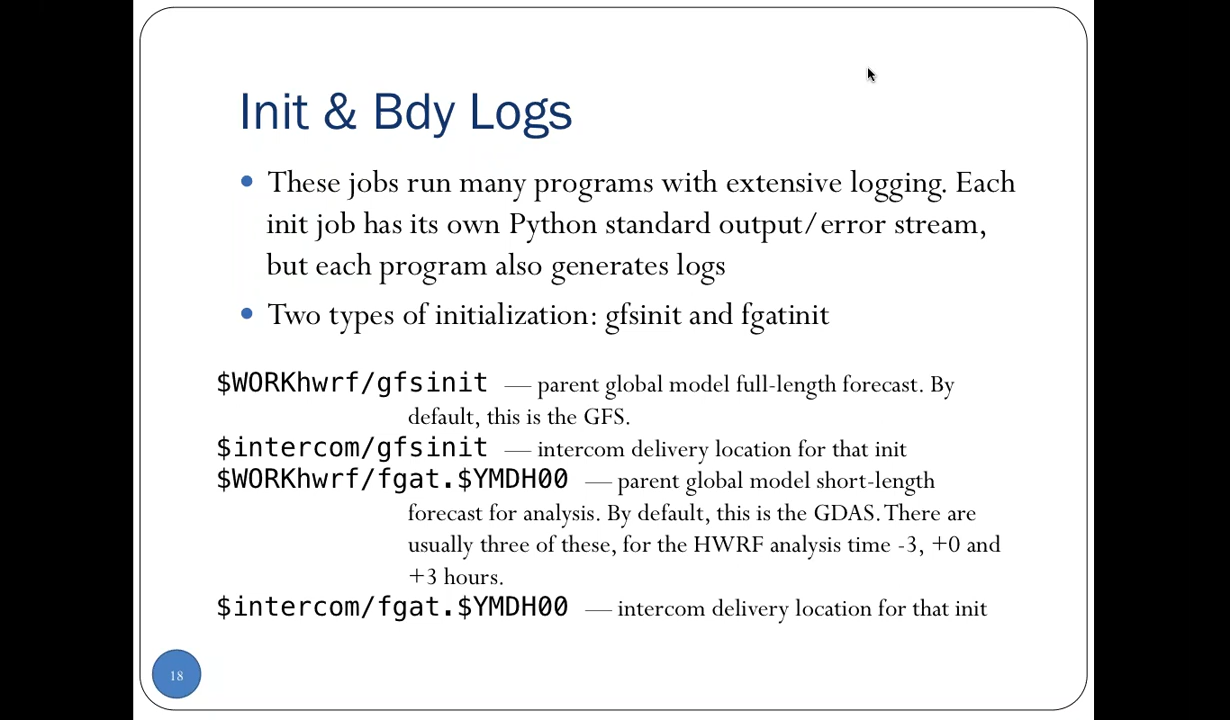 Init & Bdy Logs
• These jobs run many programs with extensive logging. Each
init job has its own Python standard output/error stream,
but each program also generates logs
• Two types of initialization: gfsinit and fgatinit
$WORKhwrf/gfsinit — parent global model full-length forecast. By
default, this is the GFS.
$intercom/gfsinit — intercom delivery location for that init
$WORKhwrf/fgat.$YMDH00 — parent global model short-length
forecast for analysis. By default, this is the GDAS. There are
usually three of these, for the HWRF analysis time -3, +0 and
+3 hours.
$intercom/fgat.$YMDH00 — intercom delivery location for that init
18